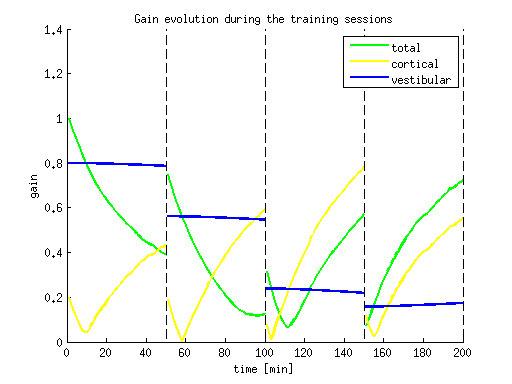 Gain evolution during the training sessions
1.4
1.2
1
0.8
0.6
0.4
0.2
0
gain
total
cortical
vestibular
0 20 40 60 80 100 120 140 160 180 200
time [min]